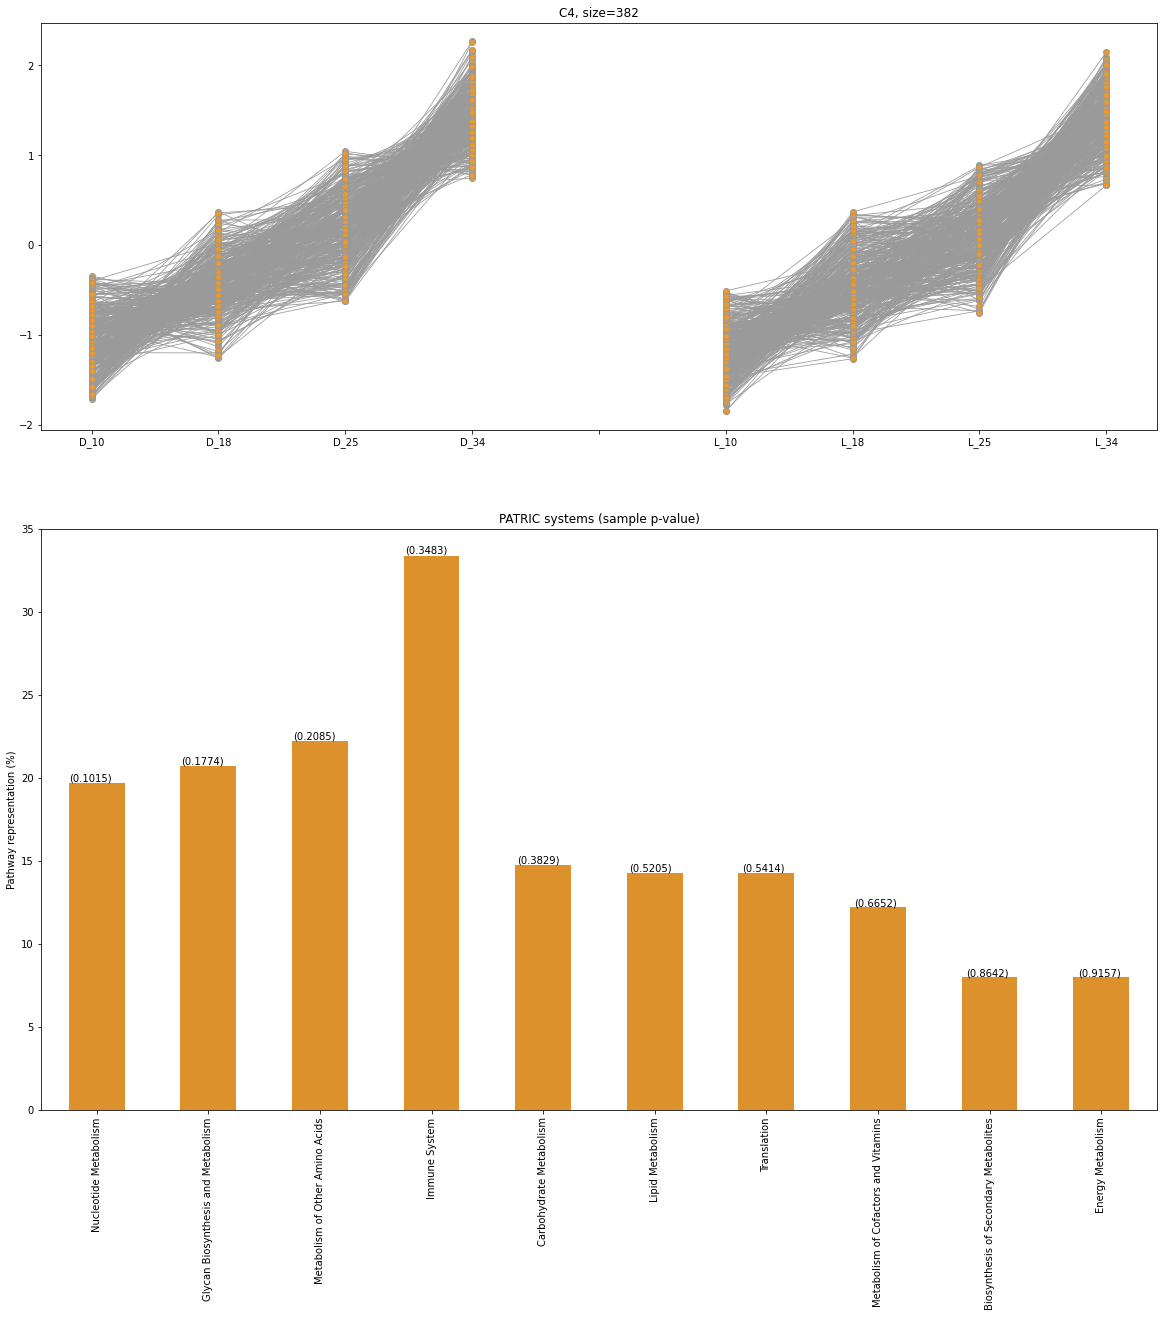 C4, size=382
2
1
0
−1
−2
D_10 D_18 D_25 D_34 L_10 L_18 L_25 L_34
PATRIC systems (sample p-value)
Pathway representation (%)
35
30
25
20
15
10
5
0
(0.1015)
(0.1774)
(0.2085)
(0.3483)
(0.3829)
(0.5205)
(0.5414)
(0.6652)
(0.8642)
(0.9157)
Nucleotide Metabolism
Glycan Biosynthesis and Metabolism
Metabolism of Other Amino Acids
Immune System
Carbohydrate Metabolism
Lipid Metabolism
Translation
Metabolism of Cofactors and Vitamins
Biosynthesis of Secondary Metabolites
Energy Metabolism